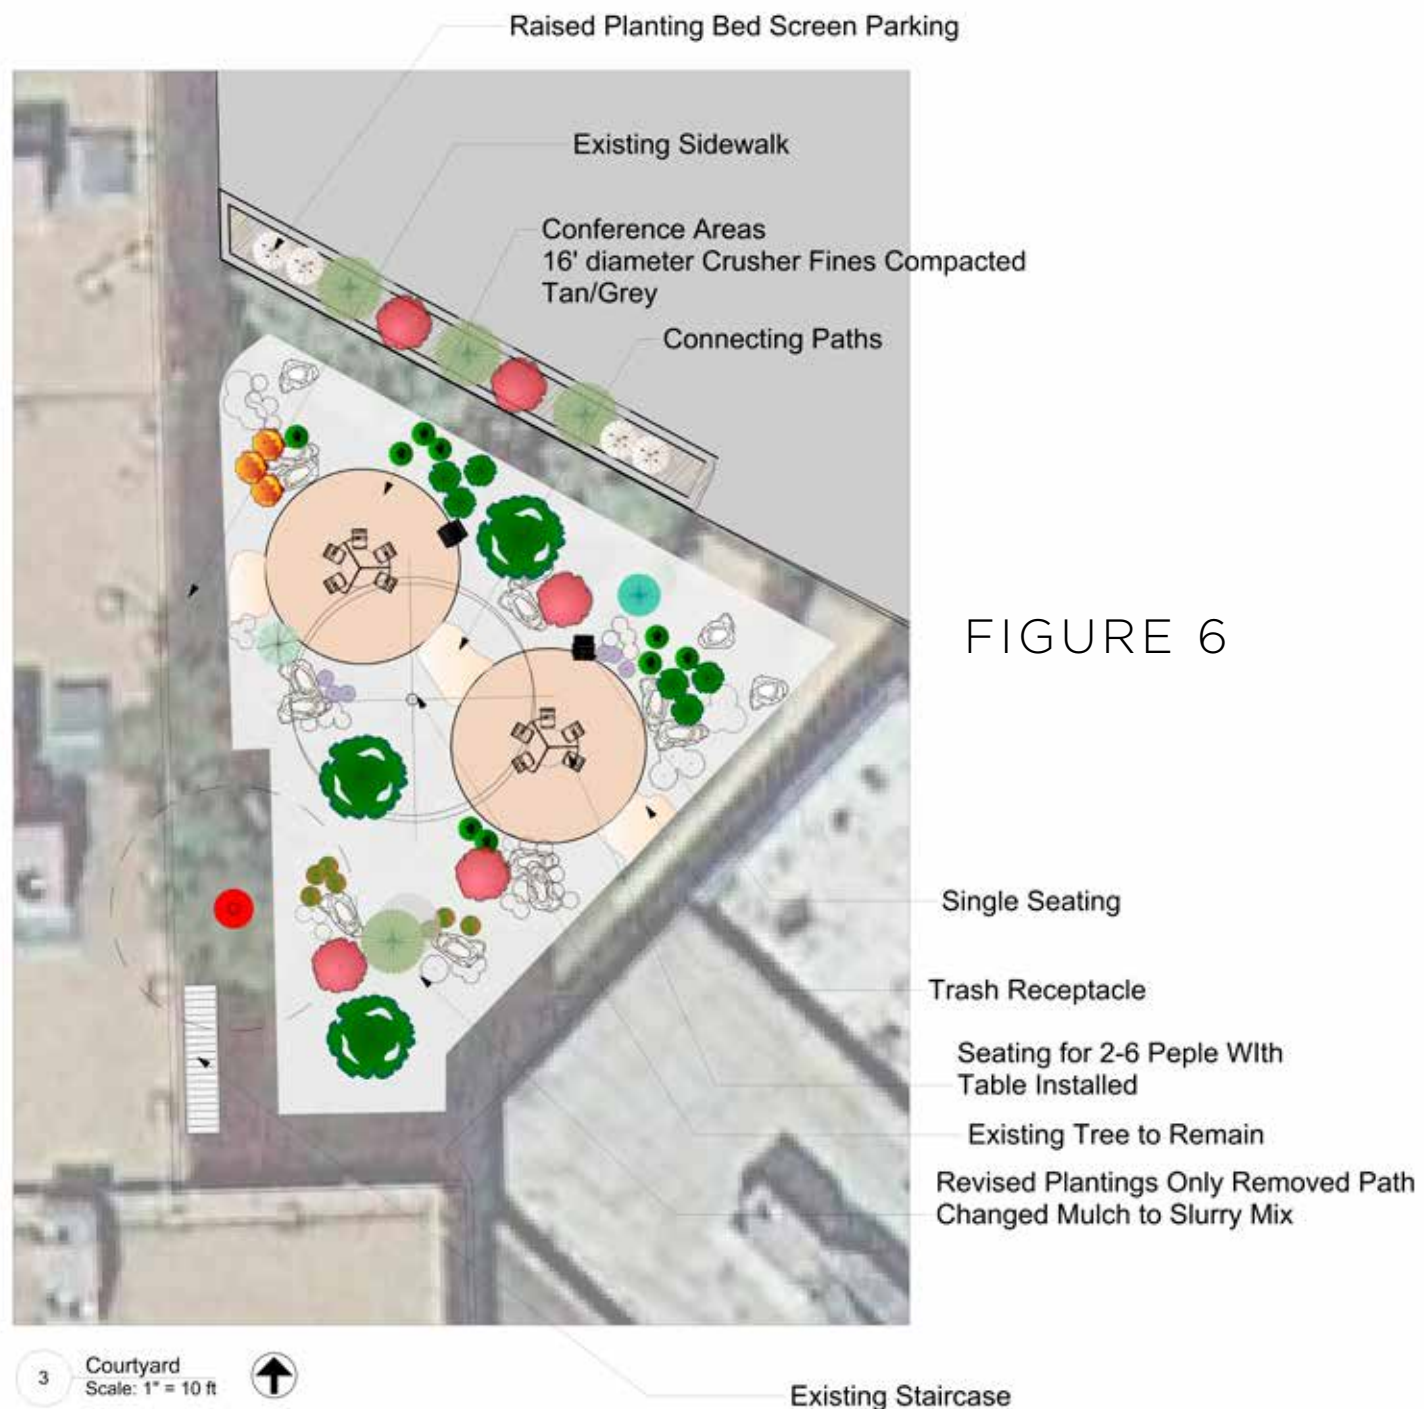 Raised Planting Bed Screen Parking
Existing Sidewalk
Conference Areas
16' diameter Crusher Fines Compacted
Tan/Grey
Connecting Paths
FIGURE 6
Single Seating
Trash Receptacle
Seating for 2-6 Peple WIth
Table Installed
Existing Tree to Remain
Revised Plantings Only Removed Path
Changed Mulch to Slurry Mix
3
Courtyard
Scale: 1" = 10 ft
Existing Staircase